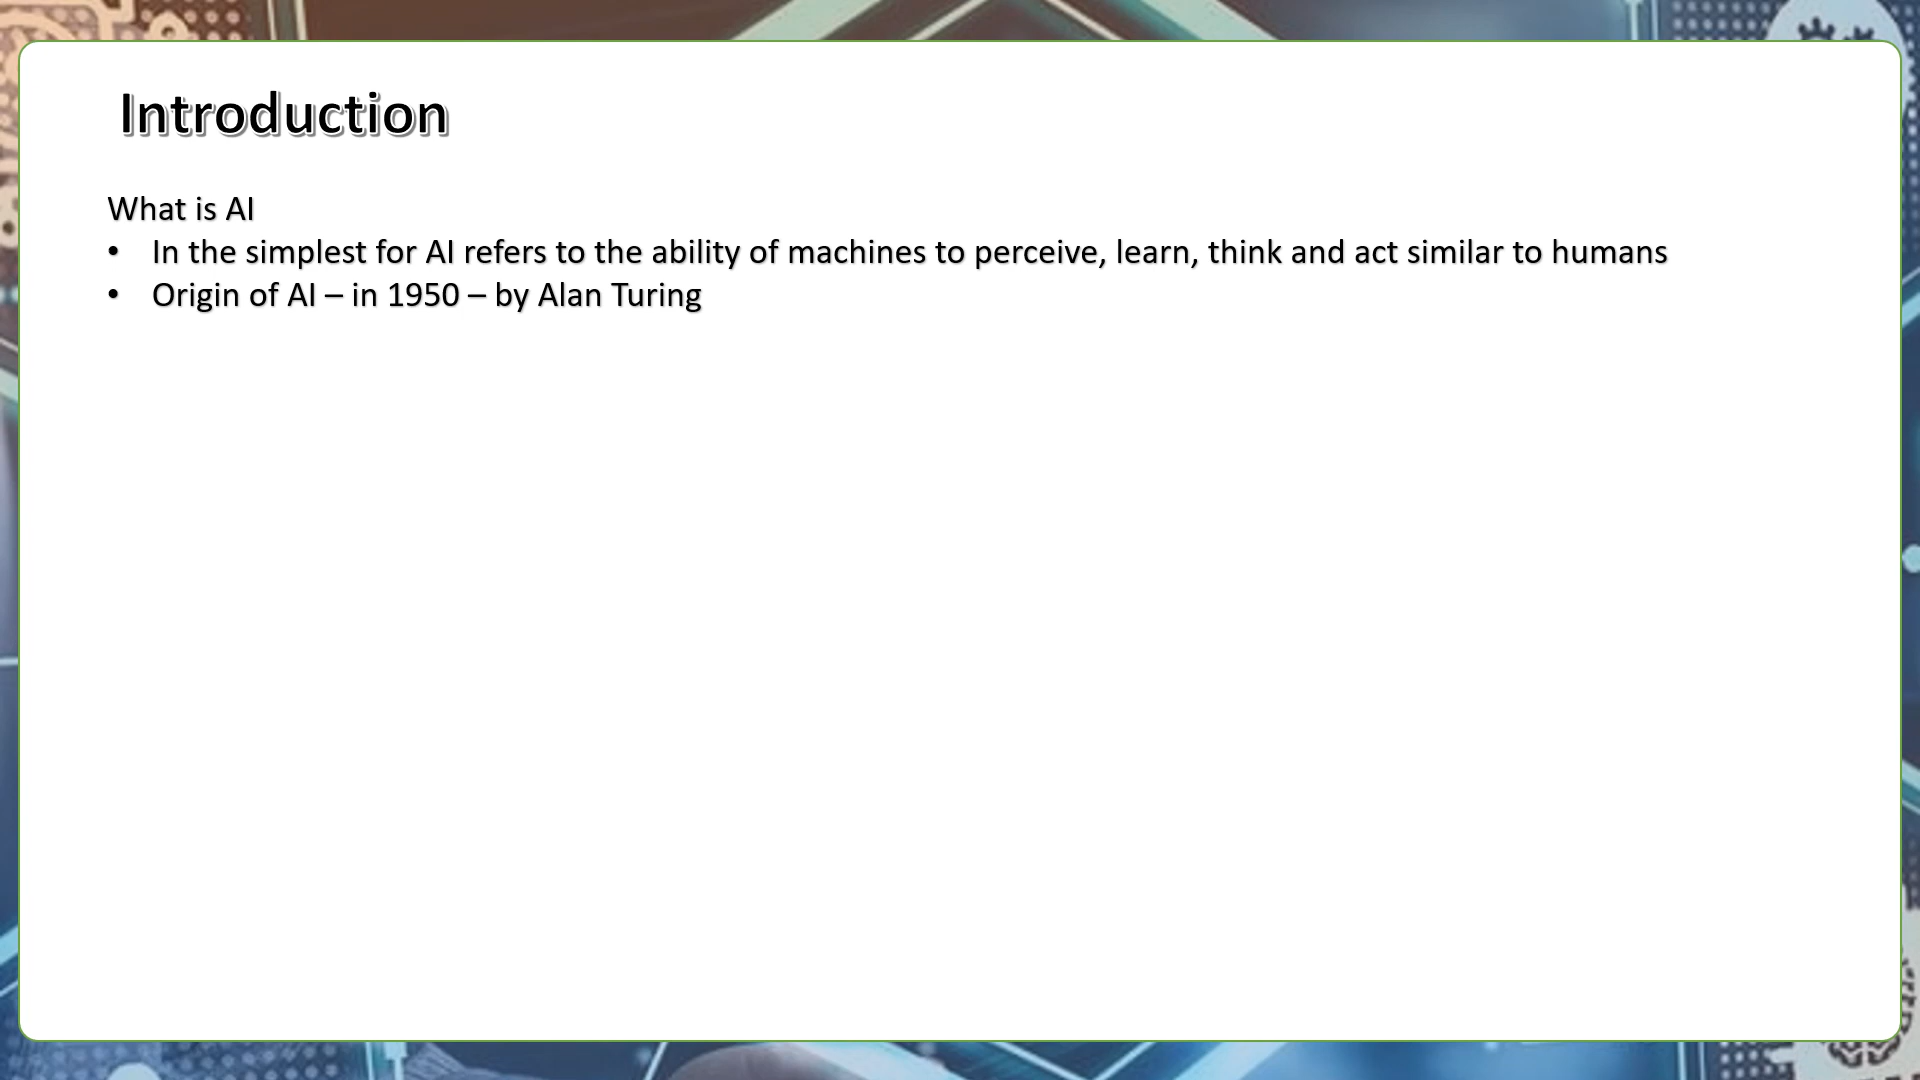 Introduction
What is AI
• In the simplest for AI refers to the ability of machines to perceive, learn, think and act similar to humans
• Origin of AI – in 1950 – by Alan Turing